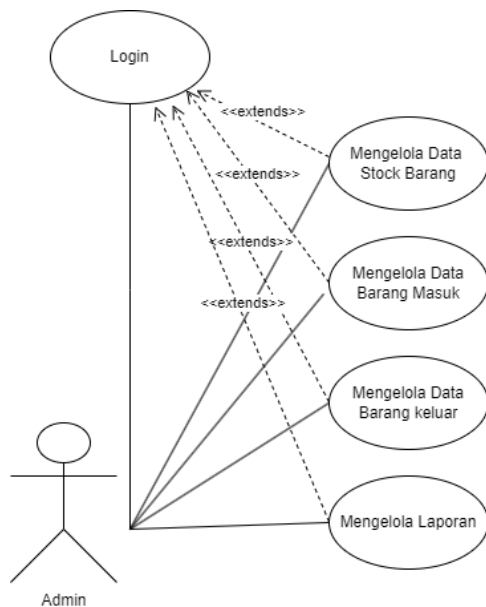 Login
<<extends>>
Mengelola Data
Stock Barang
<<extends>>
<<extends>>
Mengelola Data
Barang Masuk
<<extends>>
Mengelola Data
Barang keluar
Mengelola Laporan
Admin